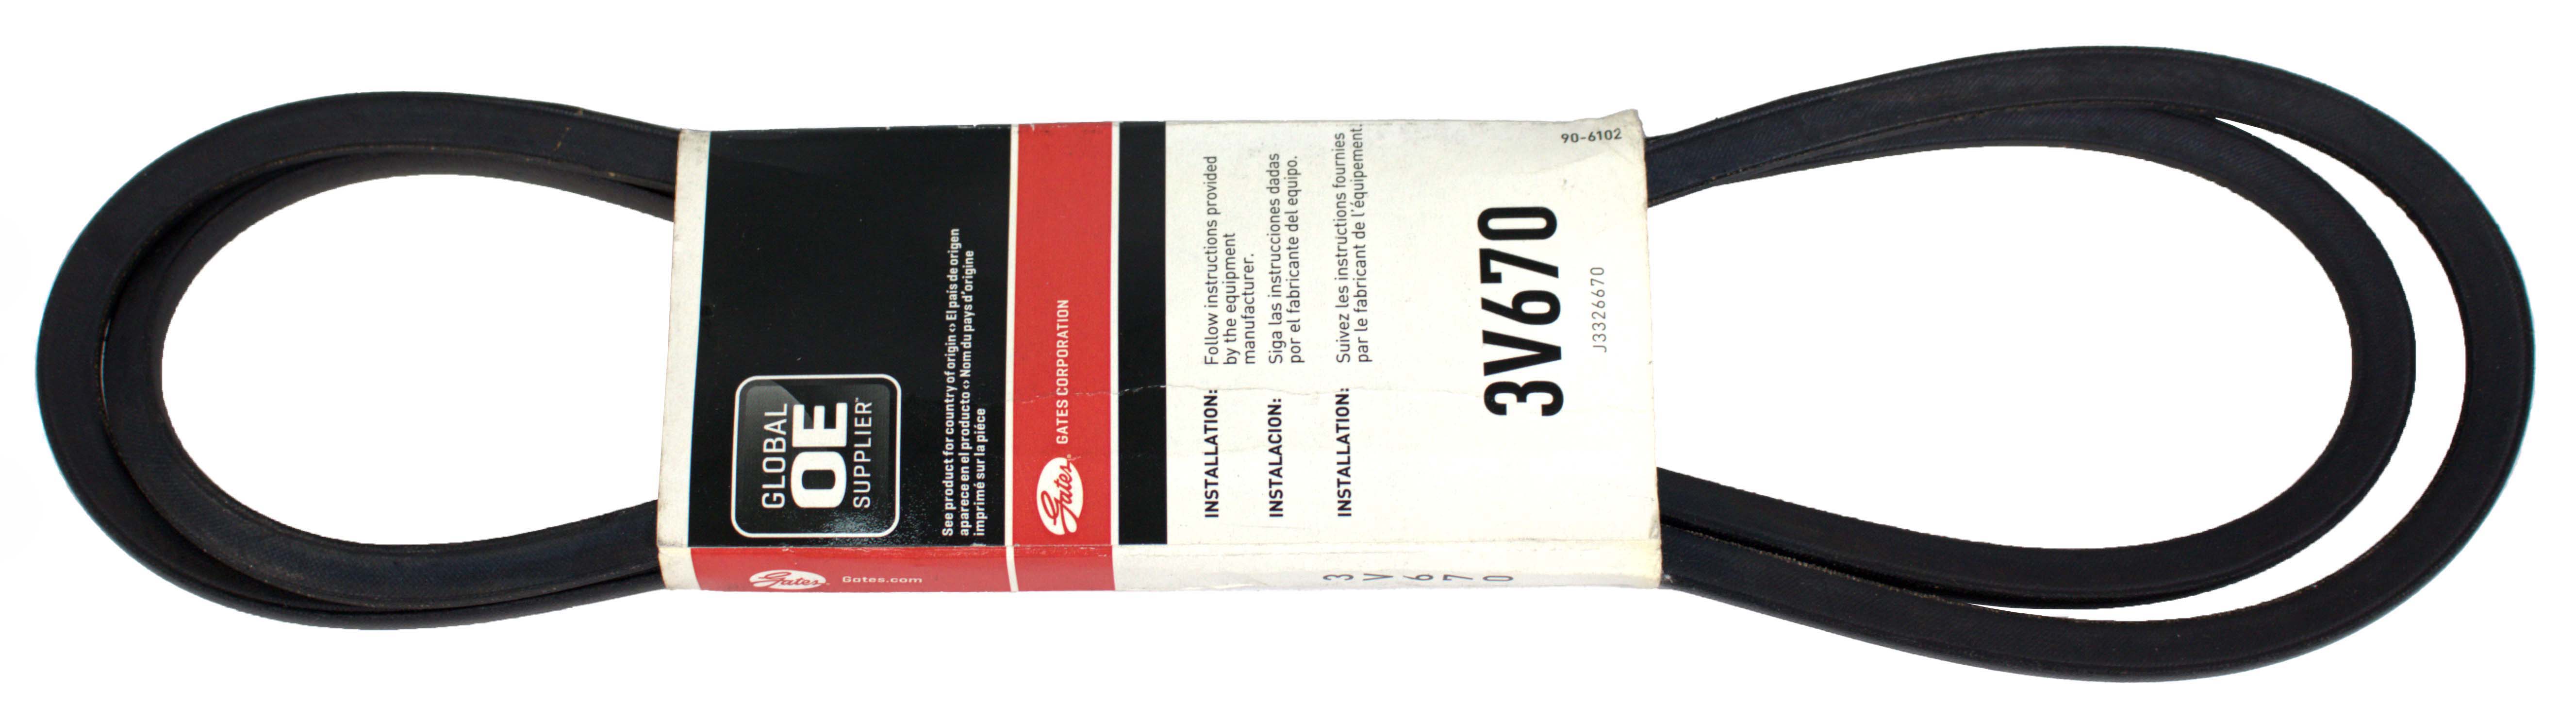 GLOBAL
OE
SUPPLIER™
See product for country of origin ‹› El pais de origen
aparece en el producto ‹› Nom du pays d'origine
imprimé sur la piéce
Gates®
GATES CORPORATION
INSTALLATION: Follow instructions provided
by the equipment
manufacturer.
INSTALACION: Siga las instrucciones dadas
por el fabricante del equipo.
INSTALLATION: Suivez les instructions fournies
par le fabricant de l'équipement.
3V670
J3326670
90-6102
Gates® Gates.com
3V670